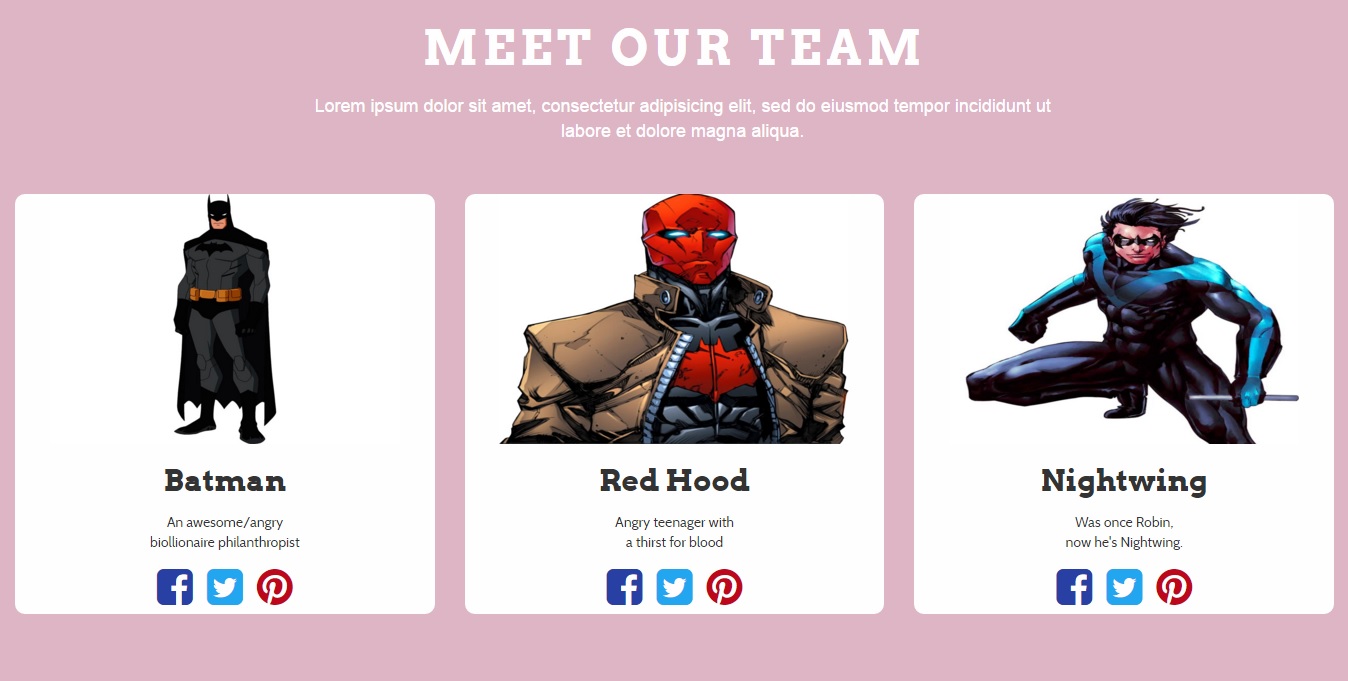 MEET OUR TEAM
Lorem ipsum dolor sit amet, consectetur adipisicing elit, sed do eiusmod tempor incididunt ut
labore et dolore magna aliqua.
Batman
An awesome/angry
biollionaire philanthropist
Red Hood
Angry teenager with
a thirst for blood
Nightwing
Was once Robin,
now he's Nightwing.